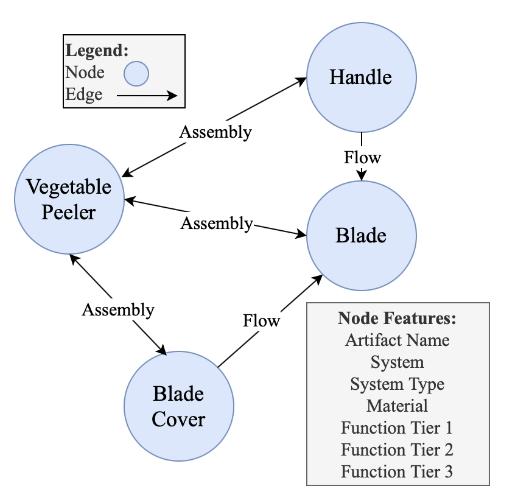 Legend:
Node
Edge
Handle
Assembly
Flow
Vegetable
Peeler
Assembly
Blade
Assembly
Flow
Blade
Cover
Node Features:
Artifact Name
System
System Type
Material
Function Tier 1
Function Tier 2
Function Tier 3